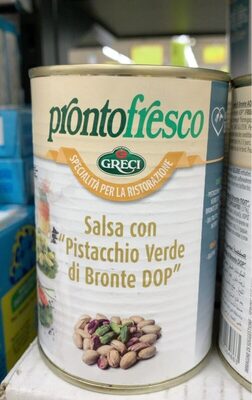 prontofresco
GRECI
SPECIALITÀ PER LA RISTORAZIONE
Salsa con
"Pistacchio Verde
di Bronte DOP"